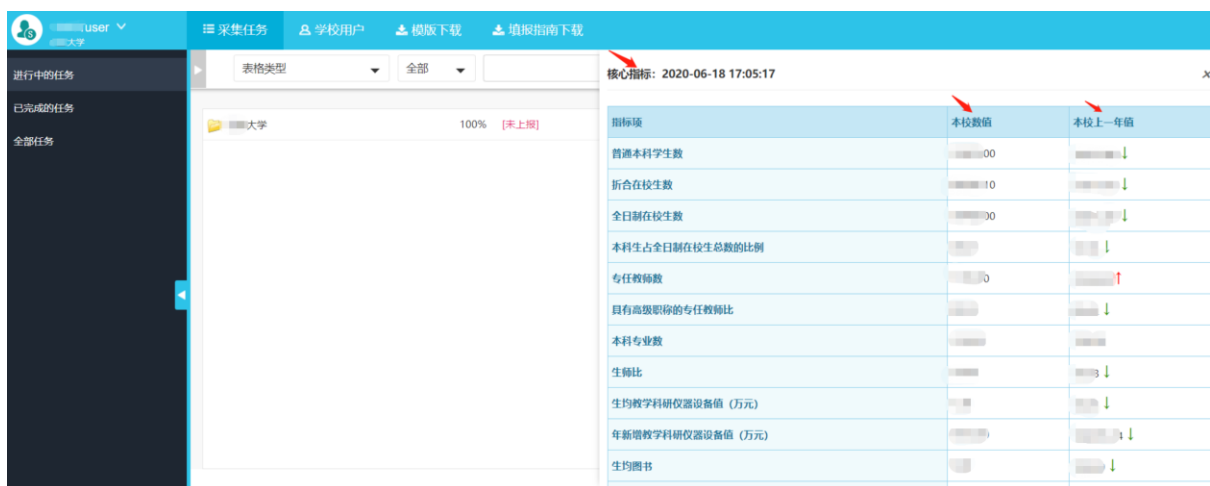 user
大学
采集任务
学校用户
模版下载
填报指南下载
进行中的任务
已完成的任务
全部任务
表格类型
全部
大学 100% [未上报]
核心指标：2020-06-18 17:05:17
指标项 本校数值 本校上一年值
普通本科学生数 00 ↓
折合在校生数 10 ↓
全日制在校生数 00 ↓
本科生占全日制在校生总数的比例 ↓
专任教师数 0 ↑
具有高级职称的专任教师比 ↓
本科专业数
生师比 3 ↓
生均教学科研仪器设备值（万元） ↓
年新增教学科研仪器设备值（万元） 4 ↓
生均图书 ↓